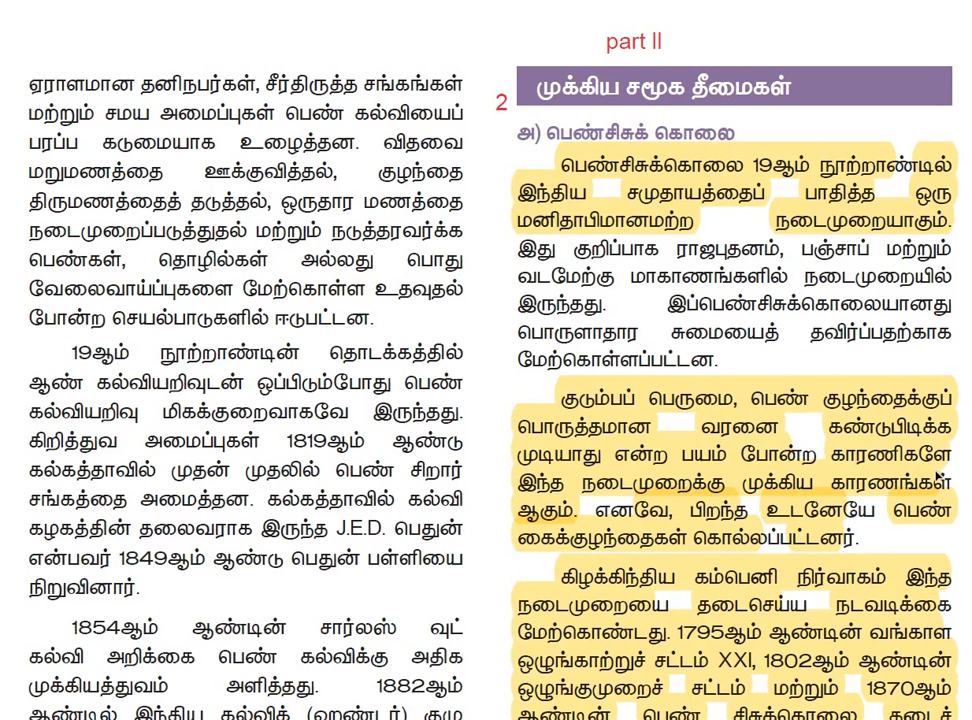 ஏராளமான தனிநபர்கள், சீர்திருத்த சங்கங்கள்
மற்றும் சமய அமைப்புகள் பெண் கல்வியைப்
பரப்ப கடுமையாக உழைத்தன. விதவை
மறுமணத்தை ஊக்குவித்தல், குழந்தை
திருமணத்தைத் தடுத்தல், ஒருதார மணத்தை
நடைமுறைப்படுத்துதல் மற்றும் நடுத்தரவர்க்க
பெண்கள், தொழில்கள் அல்லது பொது
வேலைவாய்ப்புகளை மேற்கொள்ள உதவுதல்
போன்ற செயல்பாடுகளில் ஈடுபட்டன.
19ஆம் நூற்றாண்டின் தொடக்கத்தில்
ஆண் கல்வியறிவுடன் ஒப்பிடும்போது பெண்
கல்வியறிவு மிகக்குறைவாகவே இருந்தது.
கிறித்துவ அமைப்புகள் 1819ஆம் ஆண்டு
கல்கத்தாவில் முதன் முதலில் பெண் சிறார்
சங்கத்தை அமைத்தன. கல்கத்தாவில் கல்வி
கழகத்தின் தலைவராக இருந்த J.E.D. பெதுன்
என்பவர் 1849ஆம் ஆண்டு பெதுன் பள்ளியை
நிறுவினார்.
1854ஆம் ஆண்டின் சார்லஸ் வுட்
கல்வி அறிக்கை பெண் கல்விக்கு அதிக
முக்கியத்துவம் அளித்தது. 1882ஆம்
ஆண்டில் இந்திய கல்விக் (ஹண்டர்) குழு
part II
2
முக்கிய சமூக தீமைகள்
அ) பெண்சிசுக் கொலை
பெண்சிசுக்கொலை 19ஆம் நூற்றாண்டில்
இந்திய சமுதாயத்தைப் பாதித்த ஒரு
மனிதாபிமானமற்ற நடைமுறையாகும்.
இது குறிப்பாக ராஜபுதனம், பஞ்சாப் மற்றும்
வடமேற்கு மாகாணங்களில் நடைமுறையில்
இருந்தது. இப்பெண்சிசுக்கொலையானது
பொருளாதார சுமையைத் தவிர்ப்பதற்காக
மேற்கொள்ளப்பட்டன.
குடும்பப் பெருமை, பெண் குழந்தைக்குப்
பொருத்தமான வரனை கண்டுபிடிக்க
முடியாது என்ற பயம் போன்ற காரணிகளே
இந்த நடைமுறைக்கு முக்கிய காரணங்கள்
ஆகும். எனவே, பிறந்த உடனேயே பெண்
கைக்குழந்தைகள் கொல்லப்பட்டனர்.
கிழக்கிந்திய கம்பெனி நிர்வாகம் இந்த
நடைமுறையை தடைசெய்ய நடவடிக்கை
மேற்கொண்டது. 1795ஆம் ஆண்டின் வங்காள
ஒழுங்காற்றுச் சட்டம் XXI, 1802ஆம் ஆண்டின்
ஒழுங்குமுறைச் சட்டம் மற்றும் 1870ஆம்
ஆண்டின் பெண் சிசுக்கொலை தடைச்